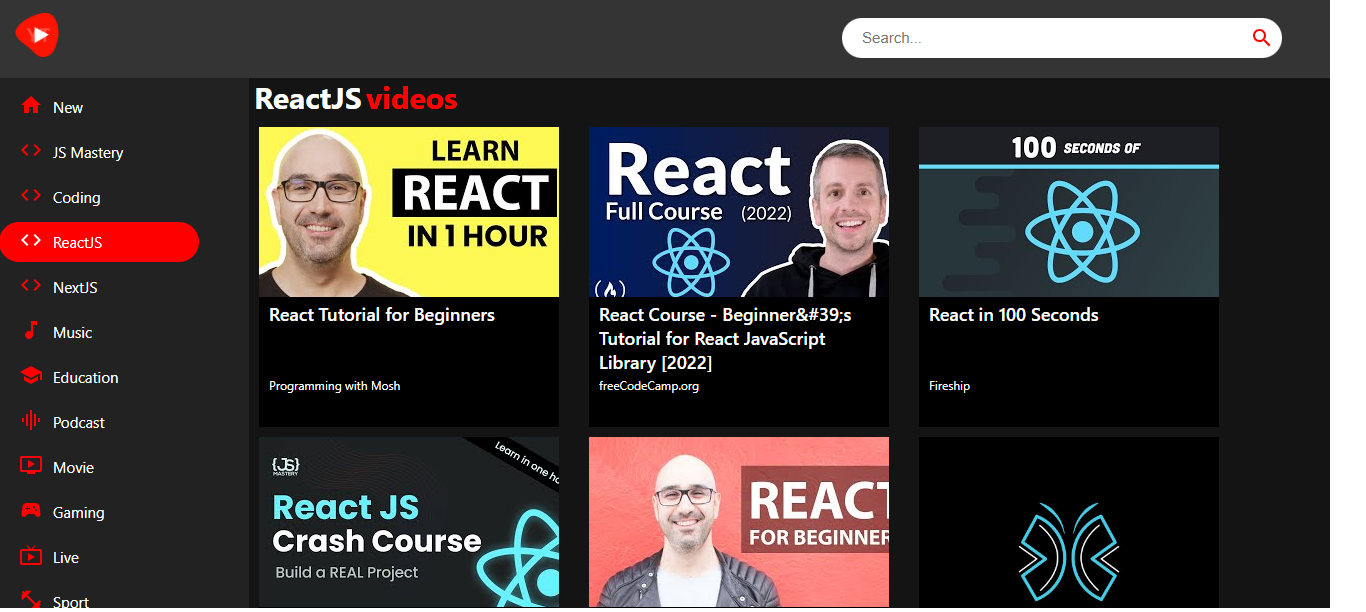 Search...
New
JS Mastery
Coding
ReactJS
NextJS
Music
Education
Podcast
Movie
Gaming
Live
Sport
ReactJS videos
LEARN
REACT
IN 1 HOUR
React Tutorial for Beginners
Programming with Mosh
React
Full Course (2022)
React Course - Beginner&#39;s
Tutorial for React JavaScript
Library [2022]
freeCodeCamp.org
100 SECONDS OF
React in 100 Seconds
Fireship
{JS}
MASTERY
Learn in one ho
React JS
Crash Course
Build a REAL Project
REACT
FOR BEGINNER